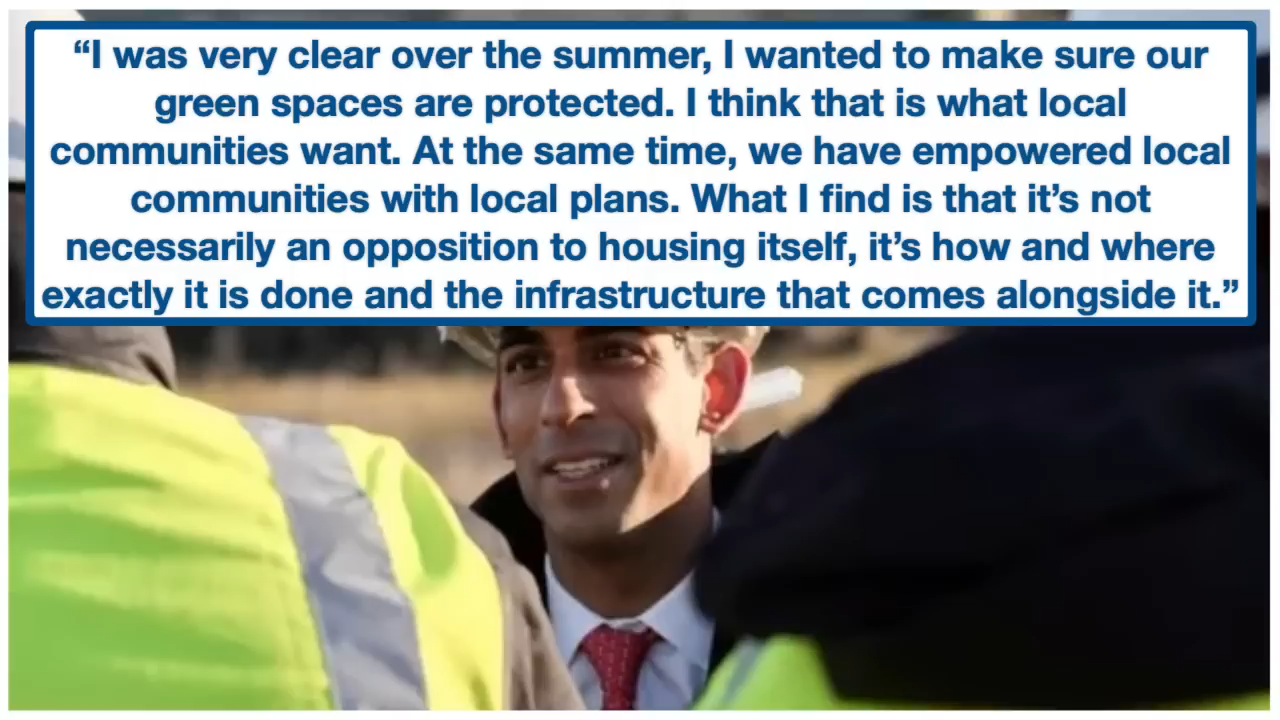 “I was very clear over the summer, I wanted to make sure our
green spaces are protected. I think that is what local
communities want. At the same time, we have empowered local
communities with local plans. What I find is that it’s not
necessarily an opposition to housing itself, it’s how and where
exactly it is done and the infrastructure that comes alongside it.”